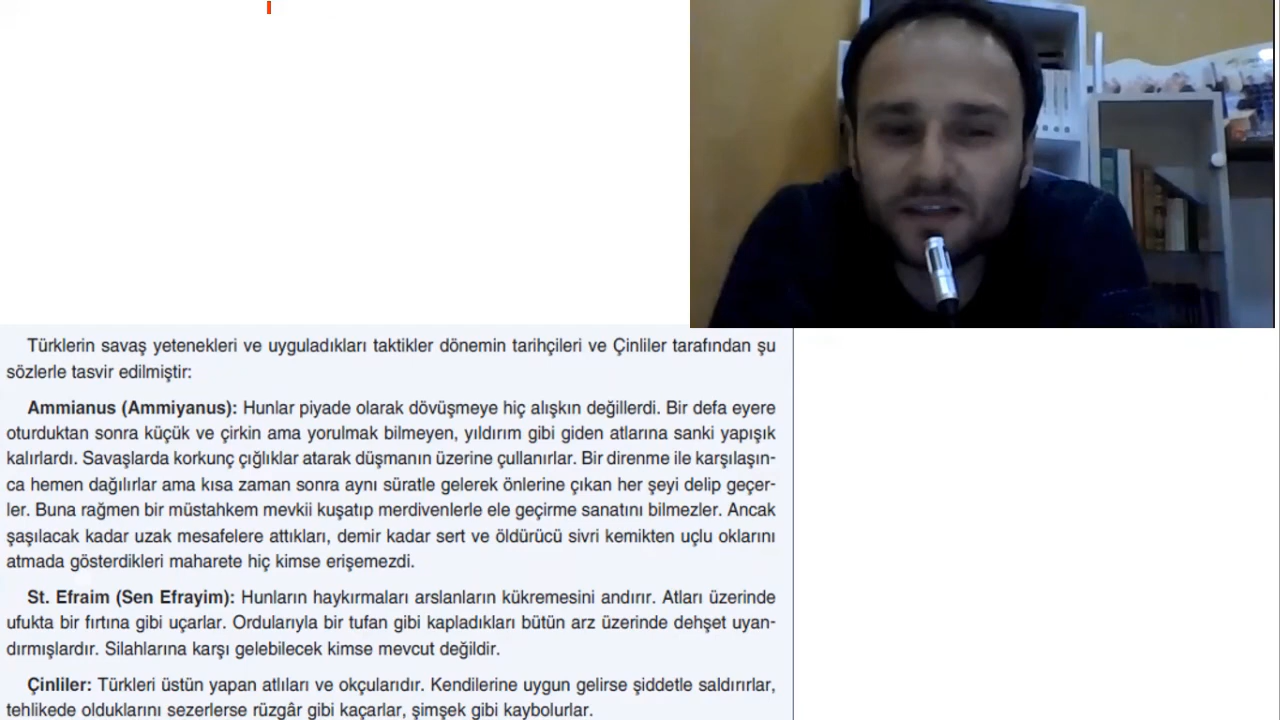 Türklerin savaş yetenekleri ve uyguladıkları taktikler dönemin tarihçileri ve Çinliler tarafından şu
sözlerle tasvir edilmiştir:
Ammianus (Ammiyanus): Hunlar piyade olarak dövüşmeye hiç alışkın değillerdi. Bir defa eyere
oturduktan sonra küçük ve çirkin ama yorulmak bilmeyen, yıldırım gibi giden atlarına sanki yapışık
kalırlardı. Savaşlarda korkunç çığlıklar atarak düşmanın üzerine çullanırlar. Bir direnme ile karşılaşın-
ca hemen dağılırlar ama kısa zaman sonra aynı süratle gelerek önlerine çıkan her şeyi delip geçer-
ler. Buna rağmen bir müstahkem mevkii kuşatıp merdivenlerle ele geçirme sanatını bilmezler. Ancak
şaşılacak kadar uzak mesafelere attıkları, demir kadar sert ve öldürücü sivri kemikten uçlu oklarını
atmada gösterdikleri maharete hiç kimse erişemezdi.
St. Efraim (Sen Efrayim): Hunların haykırmaları arslanların kükremesini andırır. Atları üzerinde
ufukta bir fırtına gibi uçarlar. Ordularıyla bir tufan gibi kapladıkları bütün arz üzerinde dehşet uyan-
dırmışlardır. Silahlarına karşı gelebilecek kimse mevcut değildir.
Çinliler: Türkleri üstün yapan atlıları ve okçularıdır. Kendilerine uygun gelirse şiddetle saldırırlar,
tehlikede olduklarını sezerlerse rüzgâr gibi kaçarlar, şimşek gibi kaybolurlar.